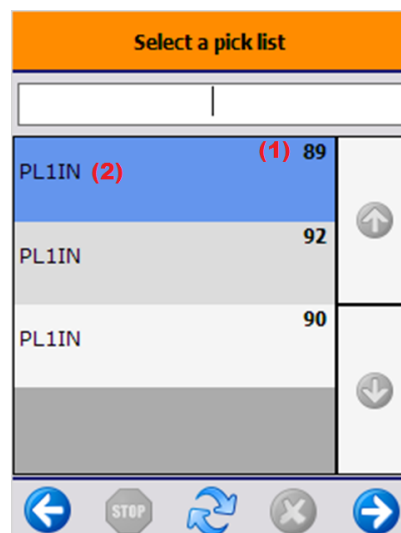 Select a pick list
(1) 89
PL1IN (2)
92
PL1IN
90
PL1IN
STOP